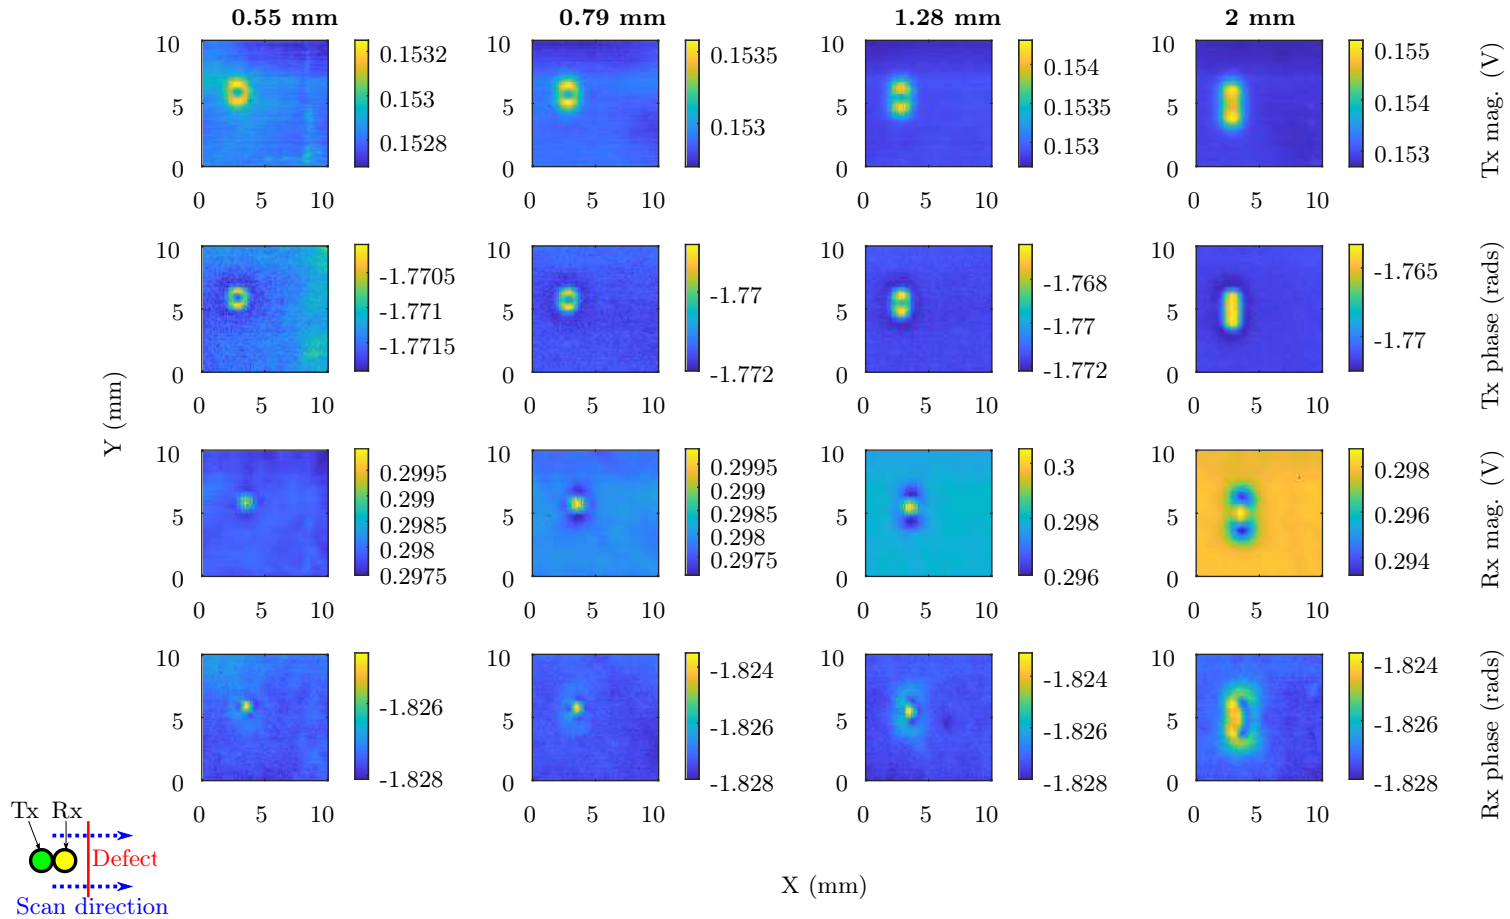 0.55 mm 0.79 mm 1.28 mm 2 mm
10 5 0 0 5 10 0.1532 0.153 0.1528
10 5 0 0 5 10 0.1535 0.153
10 5 0 0 5 10 0.154 0.1535 0.153
10 5 0 0 5 10 0.155 0.154 0.153
Tx mag. (V)
10 5 0 0 5 10 -1.7705 -1.771 -1.7715
10 5 0 0 5 10 -1.77 -1.772
10 5 0 0 5 10 -1.768 -1.77 -1.772
10 5 0 0 5 10 -1.765 -1.77
Tx phase (rads)
Y (mm)
10 5 0 0 5 10 0.2995 0.299 0.2985 0.298 0.2975
10 5 0 0 5 10 0.2995 0.299 0.2985 0.298 0.2975
10 5 0 0 5 10 0.3 0.298 0.296
10 5 0 0 5 10 0.298 0.296 0.294
Rx mag. (V)
10 5 0 0 5 10 -1.826 -1.828
10 5 0 0 5 10 -1.824 -1.826 -1.828
10 5 0 0 5 10 -1.824 -1.826 -1.828
10 5 0 0 5 10 -1.824 -1.826 -1.828
Rx phase (rads)
Tx Rx
Defect
Scan direction
X (mm)